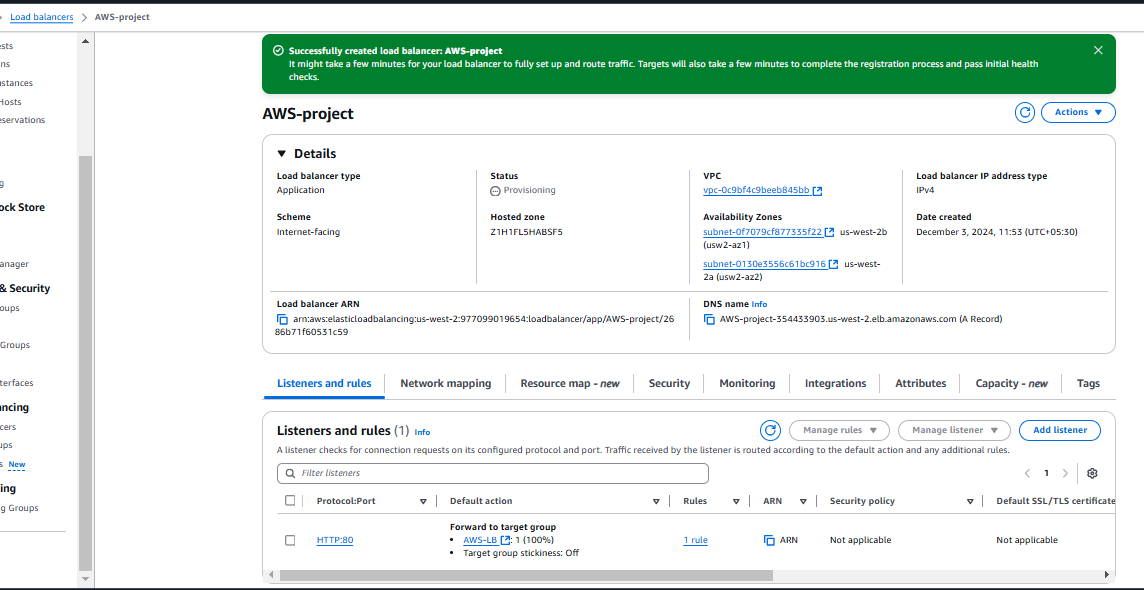 Load balancers > AWS-project
ests
ns
nstances
Hosts
eservations
g
ock Store
anager
& Security
oups
Groups
terfaces
ncing
cers
ups
s New
ing
g Groups
Successfully created load balancer: AWS-project
It might take a few minutes for your load balancer to fully set up and route traffic. Targets will also take a few minutes to complete the registration process and pass initial health
checks.
AWS-project
Actions
Details
Load balancer type
Application
Status
Provisioning
VPC
vpc-0c9bf4c9beeb845bb
Load balancer IP address type
IPv4
Scheme
Internet-facing
Hosted zone
Z1H1FL5HABSF5
Availability Zones
subnet-0f7079cf877335f22 us-west-2b
(usw2-az1)
subnet-0130e3556c61bc916 us-west-
2a (usw2-az2)
Date created
December 3, 2024, 11:53 (UTC+05:30)
Load balancer ARN
arn:aws:elasticloadbalancing:us-west-2:977099019654:loadbalancer/app/AWS-project/26
86b71f60531c59
DNS name Info
AWS-project-354433903.us-west-2.elb.amazonaws.com (A Record)
Listeners and rules Network mapping Resource map - new Security Monitoring Integrations Attributes Capacity - new Tags
Listeners and rules (1) Info
Manage rules Manage listener Add listener
A listener checks for connection requests on its configured protocol and port. Traffic received by the listener is routed according to the default action and any additional rules.
Filter listeners
1
Protocol:Port Default action Rules ARN Security policy Default SSL/TLS certificate
HTTP:80
Forward to target group
• AWS-LB : 1 (100%)
• Target group stickiness: Off
1 rule
ARN
Not applicable
Not applicable